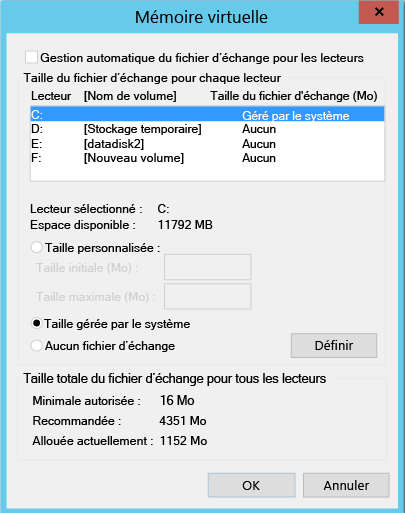 Mémoire virtuelle
Gestion automatique du fichier d'échange pour les lecteurs
Taille du fichier d'échange pour chaque lecteur
Lecteur [Nom de volume] Taille du fichier d'échange (Mo)
C: Géré par le système
D: [Stockage temporaire] Aucun
E: [datadisk2] Aucun
F: [Nouveau volume] Aucun
Lecteur sélectionné : C:
Espace disponible : 11792 MB
Taille personnalisée :
Taille initiale (Mo) :
Taille maximale (Mo) :
Taille gérée par le système
Aucun fichier d'échange
Définir
Taille totale du fichier d'échange pour tous les lecteurs
Minimale autorisée : 16 Mo
Recommandée : 4351 Mo
Allouée actuellement : 1152 Mo
OK Annuler